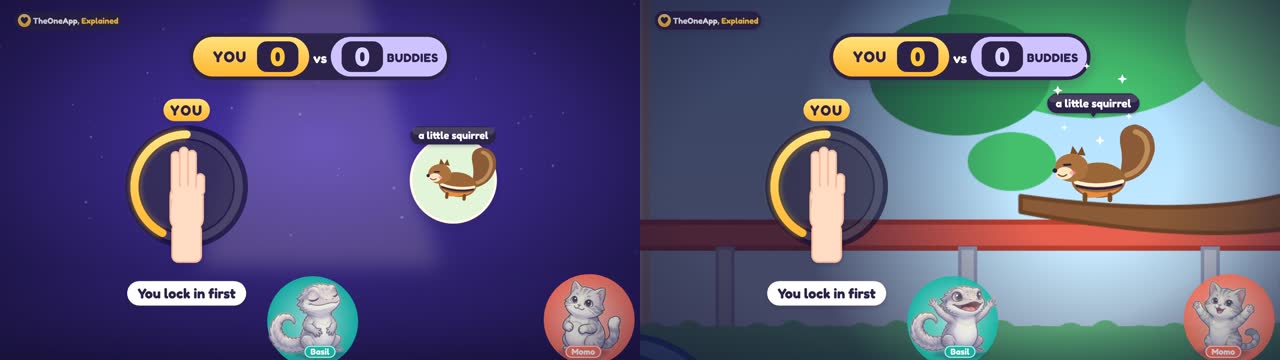 TheOneApp, Explained
YOU 0 vs 0 BUDDIES
YOU
a little squirrel
You lock in first
Basil
Momo
TheOneApp, Explained
YOU 0 vs 0 BUDDIES
a little squirrel
YOU
You lock in first
Basil
Momo